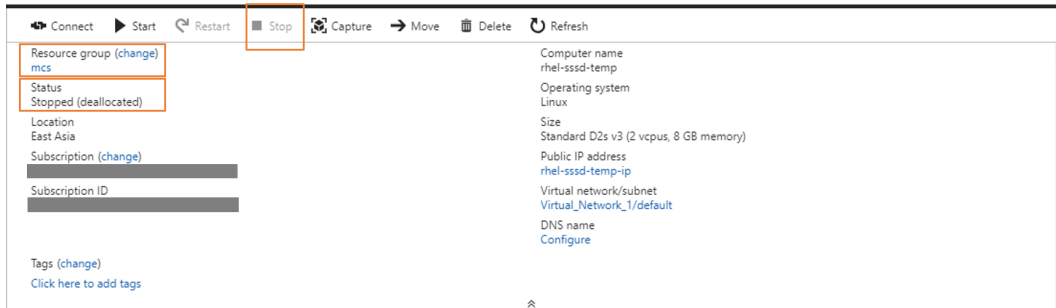 Connect Start Restart Stop Capture Move Delete Refresh
Resource group (change)
mcs
Status
Stopped (deallocated)
Location
East Asia
Subscription (change)
Subscription ID
Tags (change)
Click here to add tags
Computer name
rhel-sssd-temp
Operating system
Linux
Size
Standard D2s v3 (2 vcpus, 8 GB memory)
Public IP address
rhel-sssd-temp-ip
Virtual network/subnet
Virtual_Network_1/default
DNS name
Configure